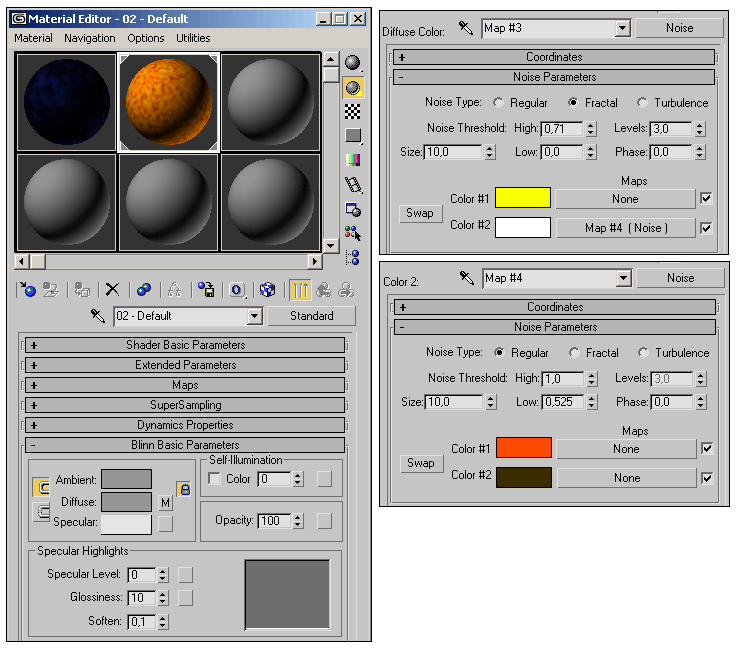 Material Editor - 02 - Default
Material Navigation Options Utilities
02 - Default Standard
+ Shader Basic Parameters
+ Extended Parameters
+ Maps
+ SuperSampling
+ Dynamics Properties
- Blinn Basic Parameters
Ambient:
Diffuse: M
Specular:
Self-Illumination
Color 0
Opacity: 100
Specular Highlights
Specular Level: 0
Glossiness: 10
Soften: 0,1
Diffuse Color: Map #3 Noise
+ Coordinates
- Noise Parameters
Noise Type: Regular Fractal Turbulence
Noise Threshold: High: 0,71 Levels: 3,0
Size: 10,0 Low: 0,0 Phase: 0,0
Maps
Swap
Color #1 None
Color #2 Map #4 ( Noise )
Color 2: Map #4 Noise
+ Coordinates
- Noise Parameters
Noise Type: Regular Fractal Turbulence
Noise Threshold: High: 1,0 Levels: 3,0
Size: 10,0 Low: 0,525 Phase: 0,0
Maps
Swap
Color #1 None
Color #2 None